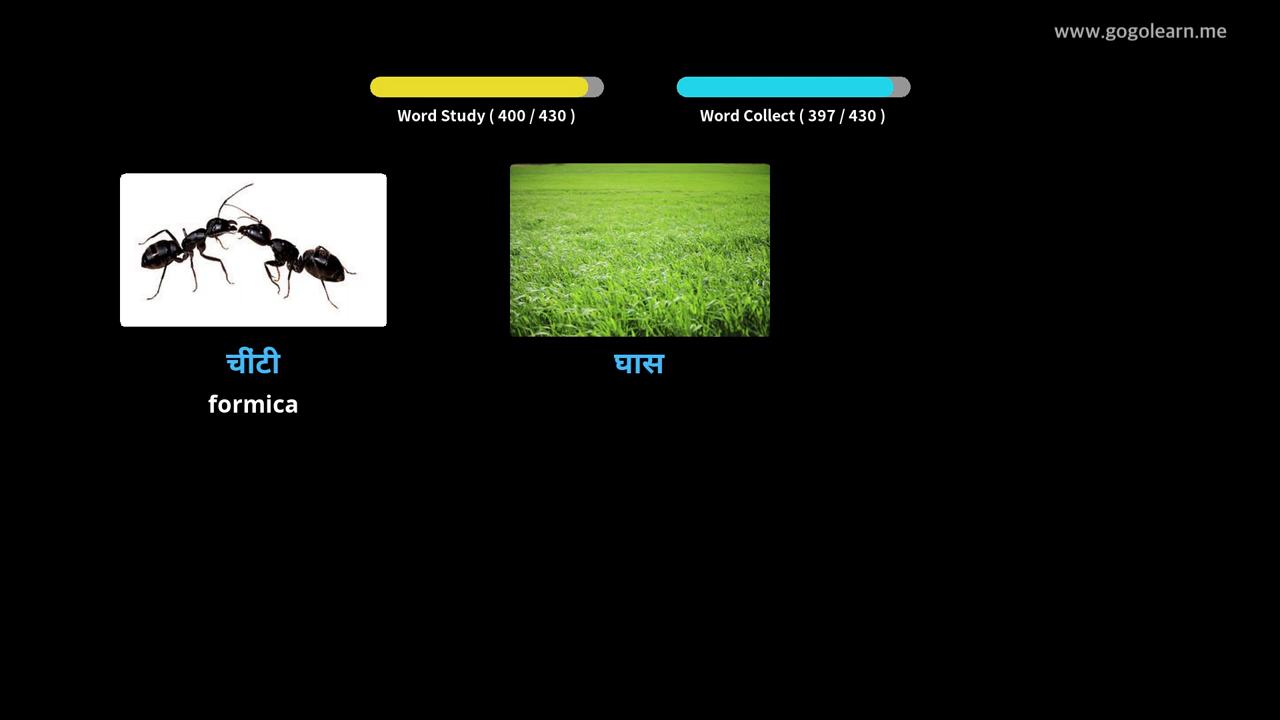 www.gogolearn.me
Word Study ( 400 / 430 )
Word Collect ( 397 / 430 )
चींटी
घास
formica